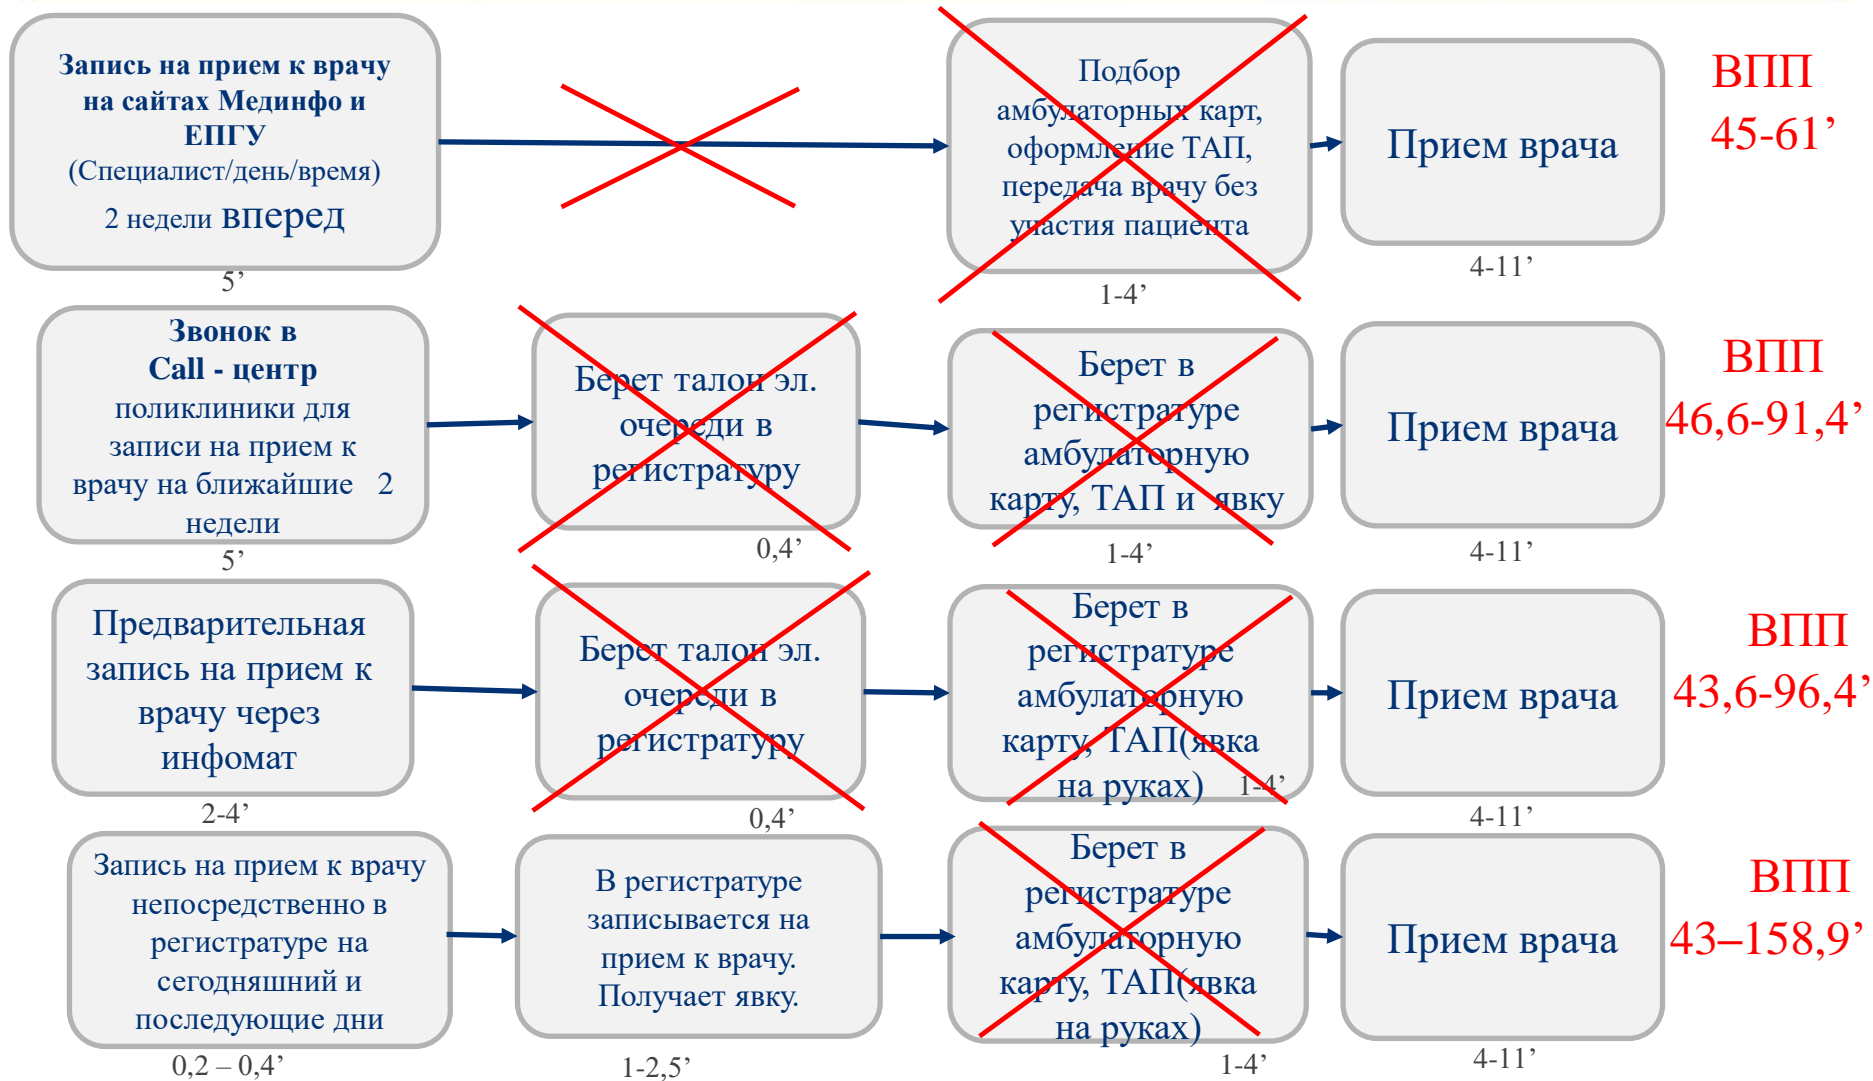 Запись на прием к врачу
на сайтах Мединфо и
ЕПГУ
(Специалист/день/время)
2 недели вперед
5’
Подбор
амбулаторных карт,
оформление ТАП,
передача врачу без
участия пациента
1-4’
Прием врача
4-11’
ВПП
45-61’
Звонок в
Call - центр
поликлиники для
записи на прием к
врачу на ближайшие 2
недели
5’
Берет талон эл.
очереди в
регистратуру
0,4’
Берет в
регистратуре
амбулаторную
карту, ТАП и явку
1-4’
Прием врача
4-11’
ВПП
46,6-91,4’
Предварительная
запись на прием к
врачу через
инфомат
2-4’
Берет талон эл.
очереди в
регистратуру
0,4’
Берет в
регистратуре
амбулаторную
карту, ТАП(явка
на руках)
1-4’
Прием врача
4-11’
ВПП
43,6-96,4’
Запись на прием к врачу
непосредственно в
регистратуре на
сегодняшний и
последующие дни
0,2 – 0,4’
В регистратуре
записывается на
прием к врачу.
Получает явку.
1-2,5’
Берет в
регистратуре
амбулаторную
карту, ТАП(явка
на руках)
1-4’
Прием врача
4-11’
ВПП
43–158,9’